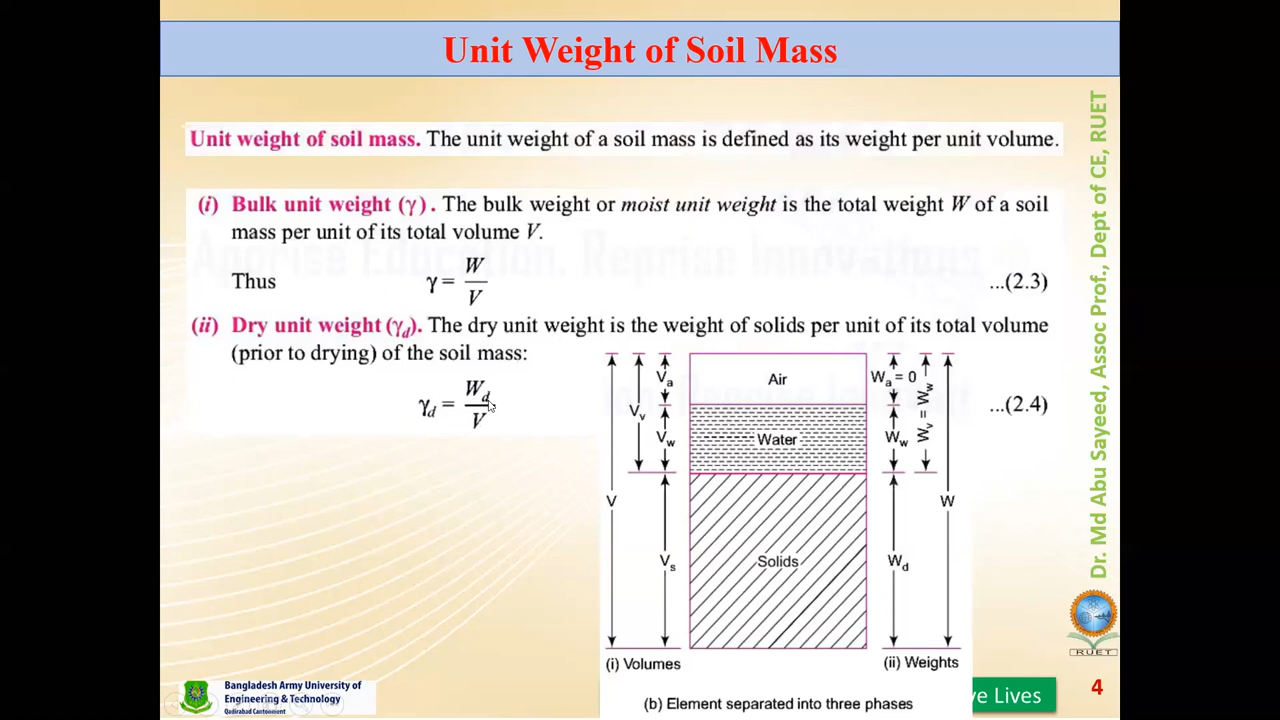 Unit Weight of Soil Mass
Unit weight of soil mass. The unit weight of a soil mass is defined as its weight per unit volume.
(i) Bulk unit weight (γ). The bulk weight or moist unit weight is the total weight W of a soil
mass per unit of its total volume V.
Thus γ = W/V ...(2.3)
(ii) Dry unit weight (γd). The dry unit weight is the weight of solids per unit of its total volume
(prior to drying) of the soil mass:
γd = Wd/V ...(2.4)
Va Air Wa = 0
Vv Wv = Ww
Vw Water Ww
V W
Vs Solids Wd
(i) Volumes (ii) Weights
(b) Element separated into three phases
Dr. Md Abu Sayeed, Assoc Prof., Dept of CE, RUET
RUET
Bangladesh Army University of
Engineering & Technology
Qadirabad Cantonment
ve Lives
4